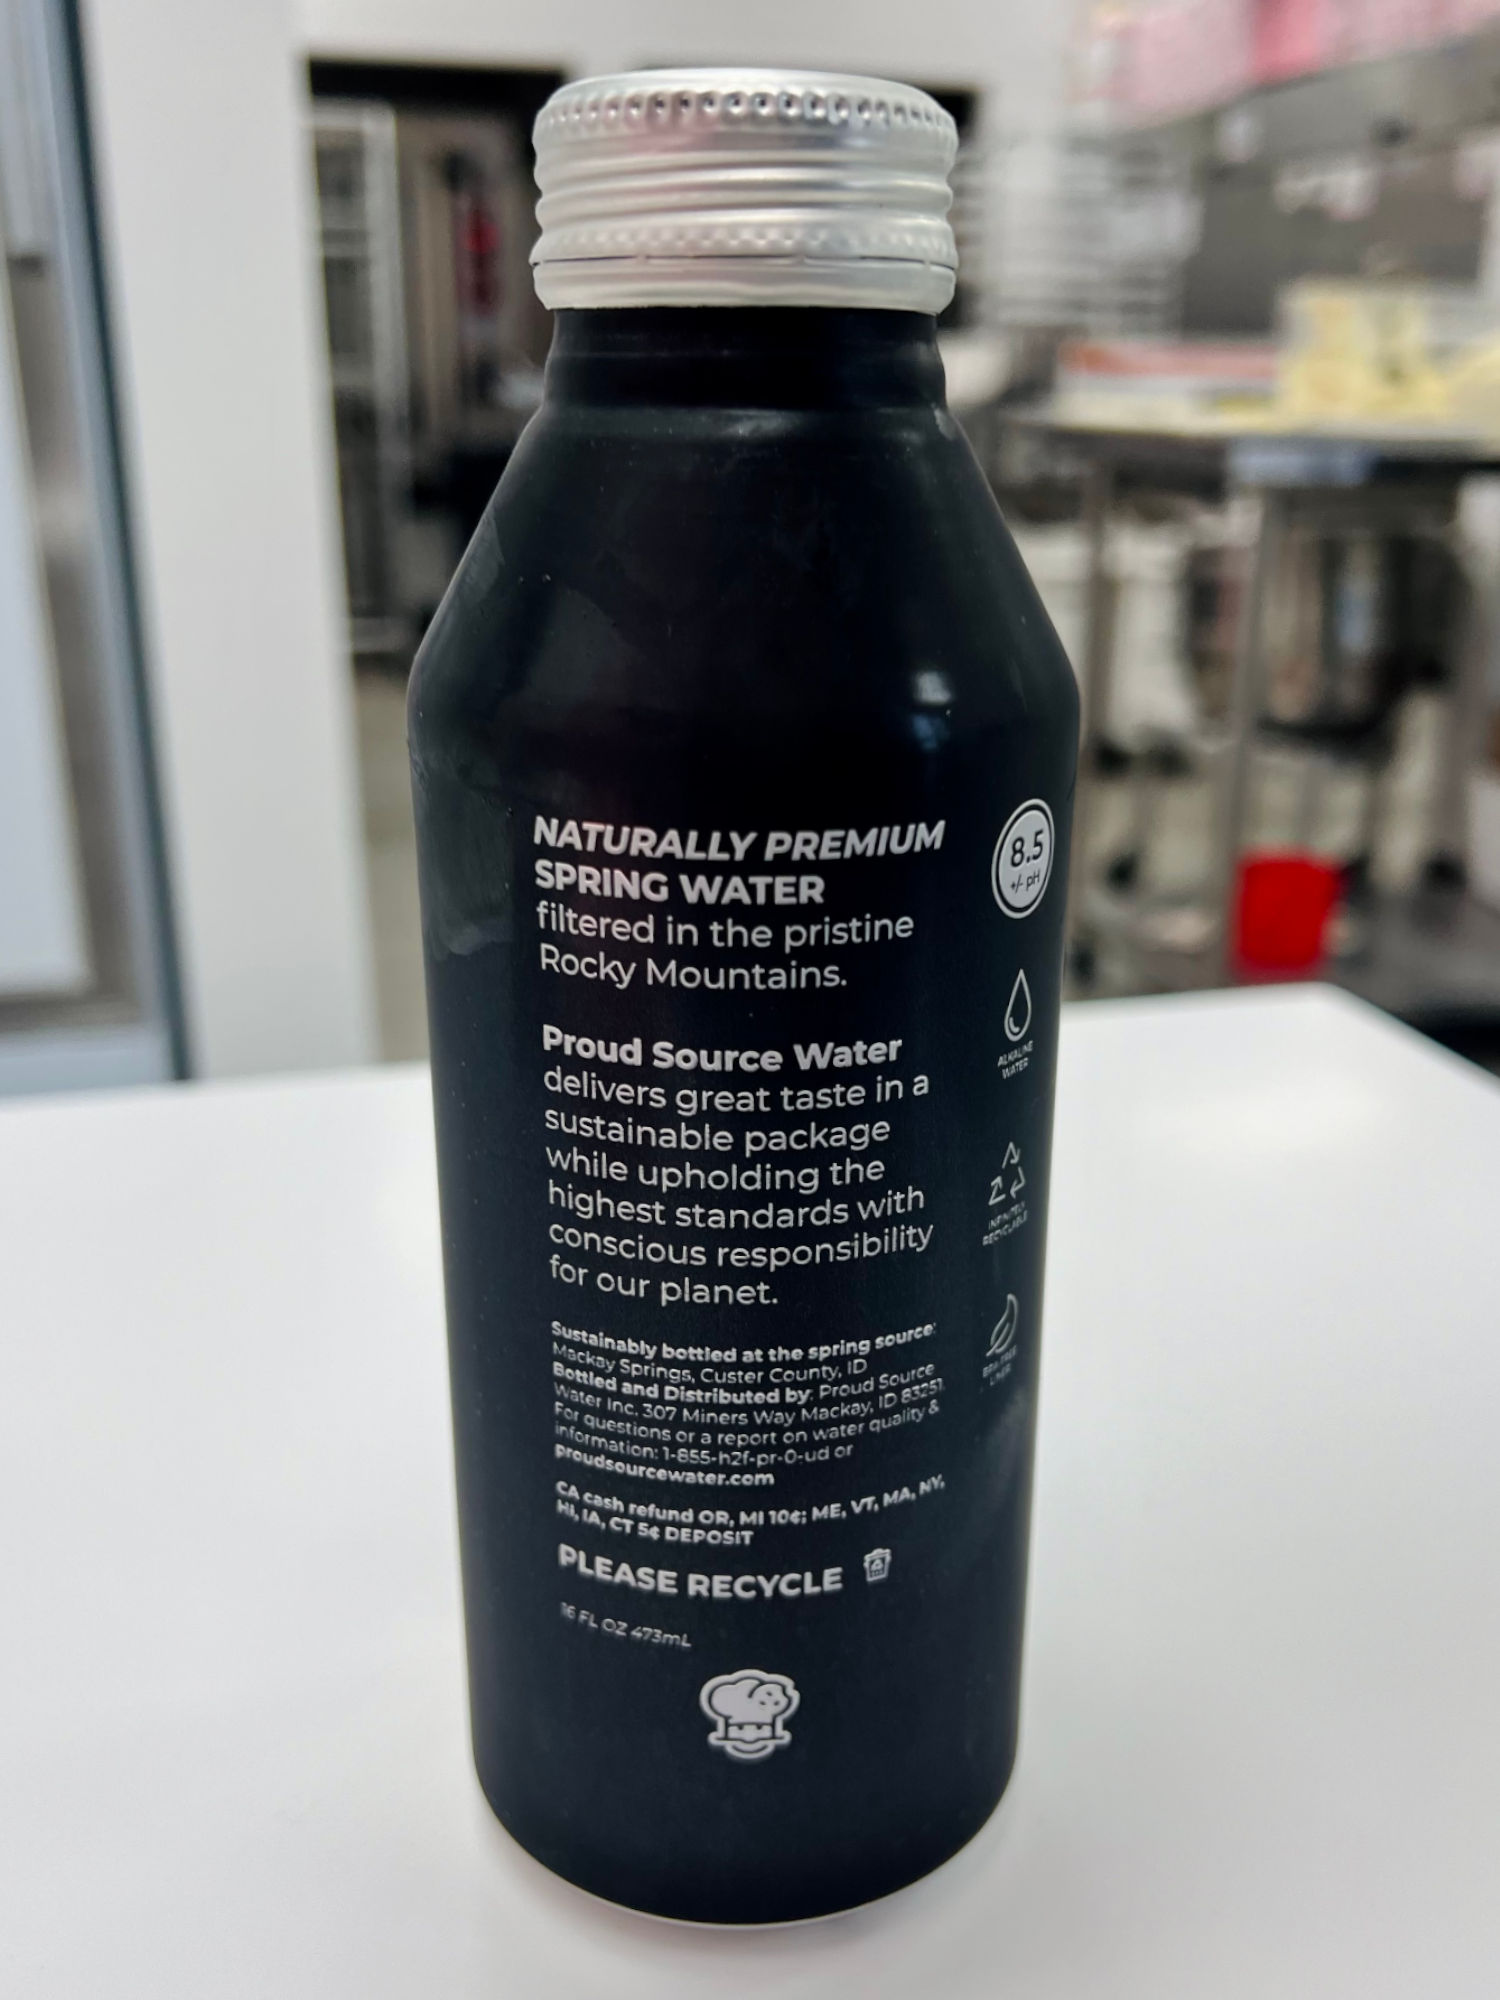 NATURALLY PREMIUM
SPRING WATER
filtered in the pristine
Rocky Mountains.
Proud Source Water
delivers great taste in a
sustainable package
while upholding the
highest standards with
conscious responsibility
for our planet.
Sustainably bottled at the spring source:
Mackay Springs, Custer County, ID
Bottled and Distributed by: Proud Source
Water Inc. 307 Miners Way Mackay, ID 83251
For questions or a report on water quality &
information: 1-855-h2f-pr-0-ud or
proudsourcewater.com
CA cash refund OR, MI 10¢; ME, VT, MA, NY,
HI, IA, CT 5¢ DEPOSIT
PLEASE RECYCLE
16 FL OZ 473mL
8.5
+/- pH
ALKALINE
WATER
INFINITELY
RECYCLABLE
BPA FREE
LINER